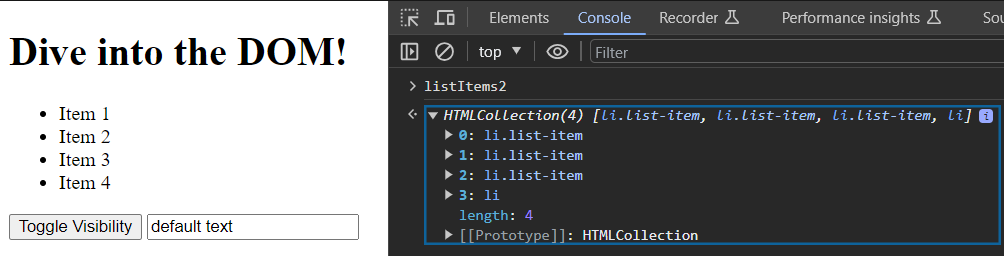 Dive into the DOM!
Item 1
Item 2
Item 3
Item 4
Toggle Visibility default text
Elements Console Recorder Performance insights Sou
top Filter
listItems2
HTMLCollection(4) [li.list-item, li.list-item, li.list-item, li] i
0: li.list-item
1: li.list-item
2: li.list-item
3: li
length: 4
[[Prototype]]: HTMLCollection